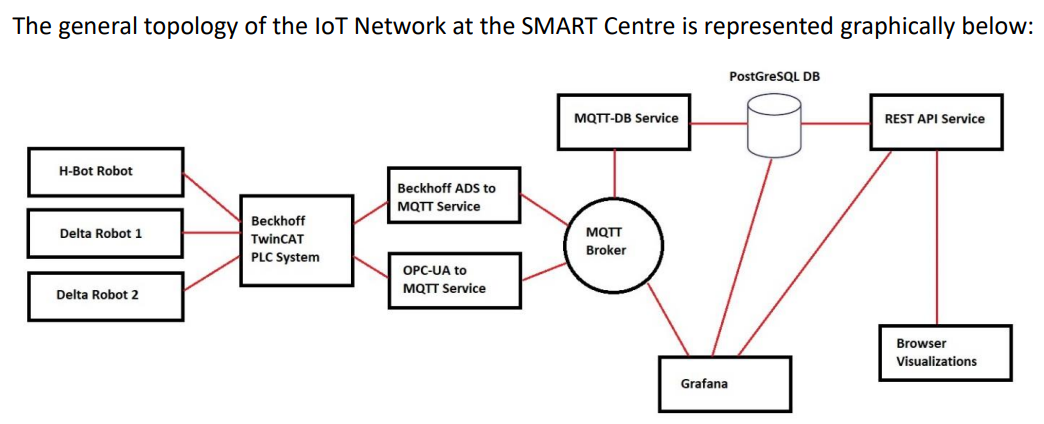 The general topology of the IoT Network at the SMART Centre is represented graphically below:
PostGreSQL DB
MQTT-DB Service
REST API Service
H-Bot Robot
Beckhoff ADS to
MQTT Service
Delta Robot 1
Beckhoff
TwinCAT
PLC System
MQTT
Broker
OPC-UA to
MQTT Service
Delta Robot 2
Browser
Visualizations
Grafana